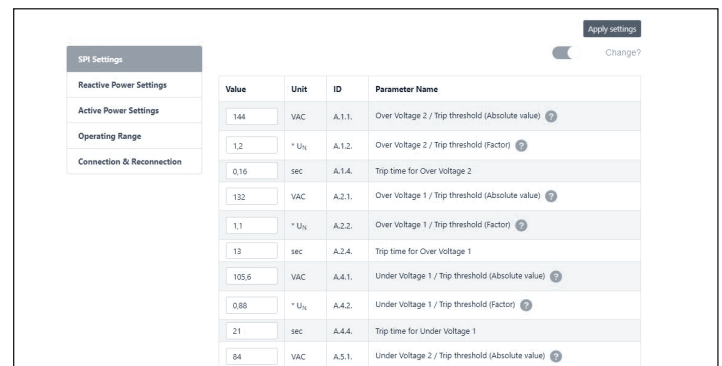 Apply settings
Change?
SPI Settings
Reactive Power Settings
Active Power Settings
Operating Range
Connection & Reconnection
Value Unit ID Parameter Name
144 VAC A.1.1. Over Voltage 2 / Trip threshold (Absolute value) ?
1,2 * UN A.1.2. Over Voltage 2 / Trip threshold (Factor) ?
0,16 sec A.1.4. Trip time for Over Voltage 2
132 VAC A.2.1. Over Voltage 1 / Trip threshold (Absolute value) ?
1,1 * UN A.2.2. Over Voltage 1 / Trip threshold (Factor) ?
13 sec A.2.4. Trip time for Over Voltage 1
105,6 VAC A.4.1. Under Voltage 1 / Trip threshold (Absolute value) ?
0,88 * UN A.4.2. Under Voltage 1 / Trip threshold (Factor) ?
21 sec A.4.4. Trip time for Under Voltage 1
84 VAC A.5.1. Under Voltage 2 / Trip threshold (Absolute value) ?